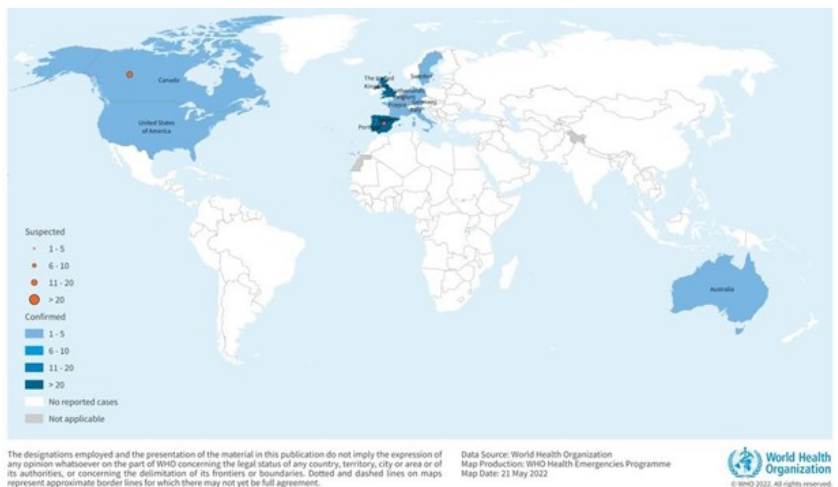 Canada
United States
of America
Sweden
France
Australia
Suspected
1 - 5
6 - 10
11 - 20
> 20
Confirmed
1 - 5
6 - 10
11 - 20
> 20
No reported cases
Not applicable
The designations employed and the presentation of the material in this publication do not imply the expression of
any opinion whatsoever on the part of WHO concerning the legal status of any country, territory, city or area or of
its authorities, or concerning the delimitation of its frontiers or boundaries. Dotted and dashed lines on maps
represent approximate border lines for which there may not yet be full agreement.
Data Source: World Health Organization
Map Production: WHO Health Emergencies Programme
Map Date: 21 May 2022
World Health
Organization
© WHO 2022. All rights reserved.